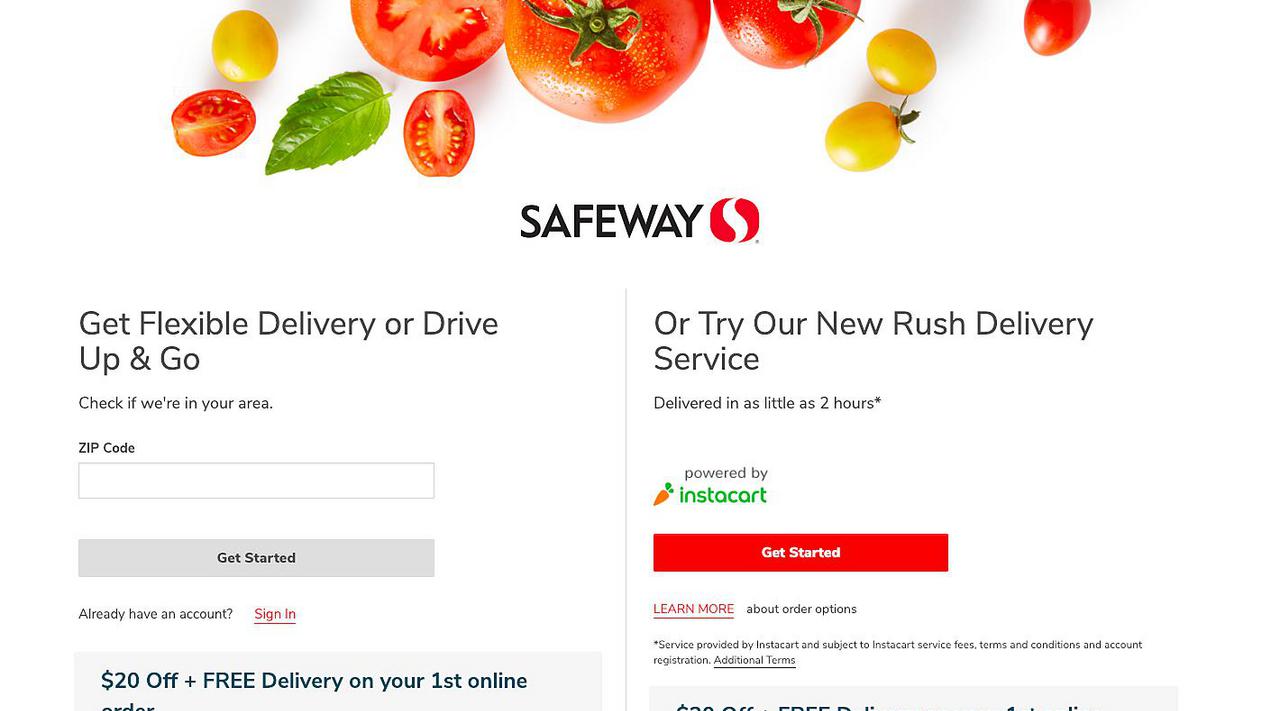 SAFEWAY
Get Flexible Delivery or Drive
Up & Go
Check if we're in your area.
ZIP Code
Get Started
Already have an account? Sign In
$20 Off + FREE Delivery on your 1st online
order
Or Try Our New Rush Delivery
Service
Delivered in as little as 2 hours*
powered by
instacart
Get Started
LEARN MORE about order options
*Service provided by Instacart and subject to Instacart service fees, terms and conditions and account
registration. Additional Terms